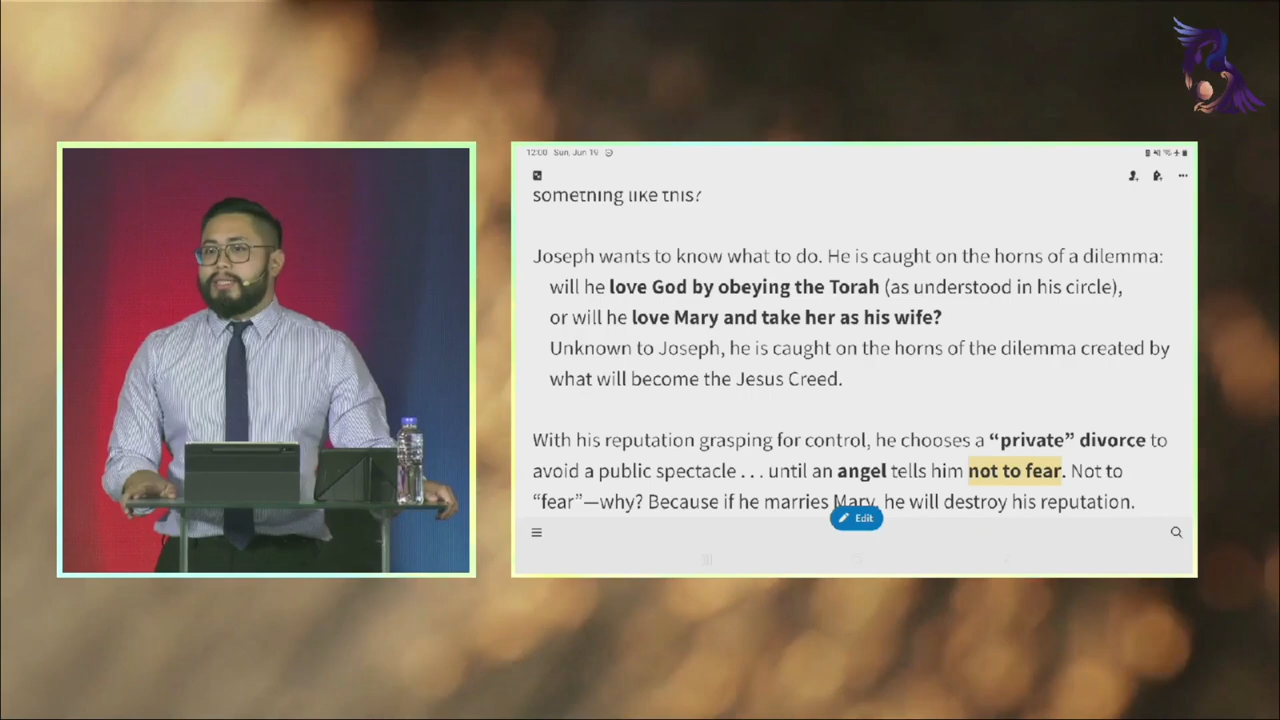 12:00 Sun, Jun 19
something like this?
Joseph wants to know what to do. He is caught on the horns of a dilemma:
will he love God by obeying the Torah (as understood in his circle),
or will he love Mary and take her as his wife?
Unknown to Joseph, he is caught on the horns of the dilemma created by
what will become the Jesus Creed.
With his reputation grasping for control, he chooses a “private” divorce to
avoid a public spectacle . . . until an angel tells him not to fear. Not to
“fear”—why? Because if he marries Mary, he will destroy his reputation.
Edit